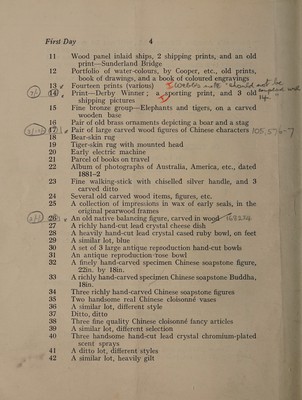 First Day 4
11 Wood panel inlaid ships, 2 shipping prints, and an old
print—Sunderland Bridge
12 Portfolio of water-colours, by Cooper, etc., old prints,
book of drawings, and a book of coloured engravings
13 Fourteen prints (various)
14 Print—Derby Winner; a sporting print, and 3 old
shipping pictures
15 Fine bronze group—Elephants and tigers, on a carved
wooden base
16 Pair of old brass ornaments depicting a boar and a stag
17 Pair of large carved wood figures of Chinese characters 105,576-7
18 Bear-skin rug
19 Tiger-skin rug with mounted head
20 Early electric machine
21 Parcel of books on travel
22 Album of photographs of Australia, America, etc., dated
1881-2
23 Fine walking-stick with chiselled silver handle, and 3
carved ditto
24 Several old carved wood items, figures, etc.
25 A collection of impressions in wax of early seals, in the
original pearwood frames
26 An old native balancing figure, carved in wood
27 A richly hand-cut lead crystal cheese dish
28 A heavily hand-cut lead crystal cased ruby bowl, on feet
29 A similar lot, blue
30 A set of 3 large antique reproduction hand-cut bowls
31 An antique reproduction rose bowl
32 A finely hand-carved specimen Chinese soapstone figure,
22in. by 18in.
33 A richly hand-carved specimen Chinese soapstone Buddha,
18in.
34 Three richly hand-carved Chinese soapstone figures
35 Two handsome real Chinese cloisonné vases
36 A similar lot, different style
37 Ditto, ditto
38 Three fine quality Chinese cloisonné fancy articles
39 A similar lot, different selection
40 Three handsome hand-cut lead crystal chromium-plated
scent sprays
41 A ditto lot, different styles
42 A similar lot, heavily gilt